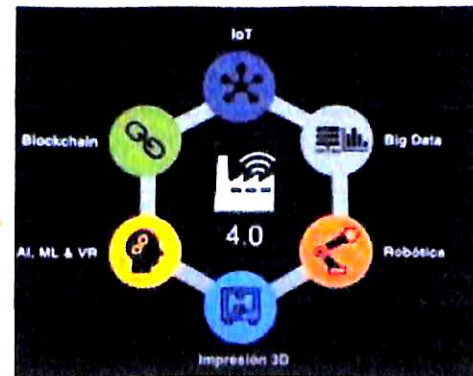 IoT
Blockchain
Big Data
4.0
AI, ML & VR
Robótica
Impresión 3D